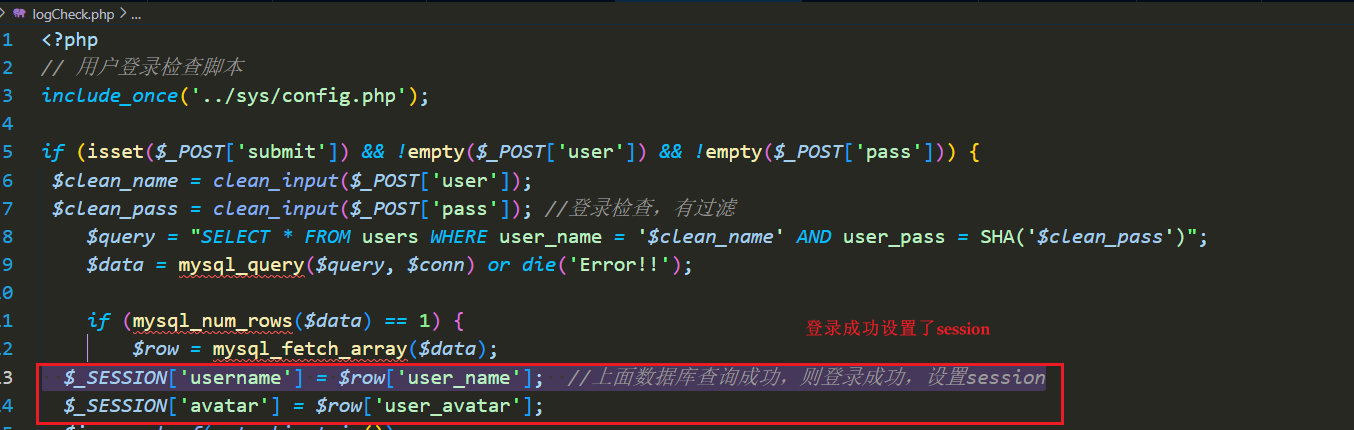 logCheck.php > ...
1 <?php
2 // 用户登录检查脚本
3 include_once('../sys/config.php');
4
5 if (isset($_POST['submit']) && !empty($_POST['user']) && !empty($_POST['pass'])) {
6 $clean_name = clean_input($_POST['user']);
7 $clean_pass = clean_input($_POST['pass']); //登录检查，有过滤
8 $query = "SELECT * FROM users WHERE user_name = '$clean_name' AND user_pass = SHA('$clean_pass')";
9 $data = mysql_query($query, $conn) or die('Error!!');
10
11 if (mysql_num_rows($data) == 1) {
登录成功设置了session
12 $row = mysql_fetch_array($data);
13 $_SESSION['username'] = $row['user_name']; //上面数据库查询成功，则登录成功，设置session
14 $_SESSION['avatar'] = $row['user_avatar'];